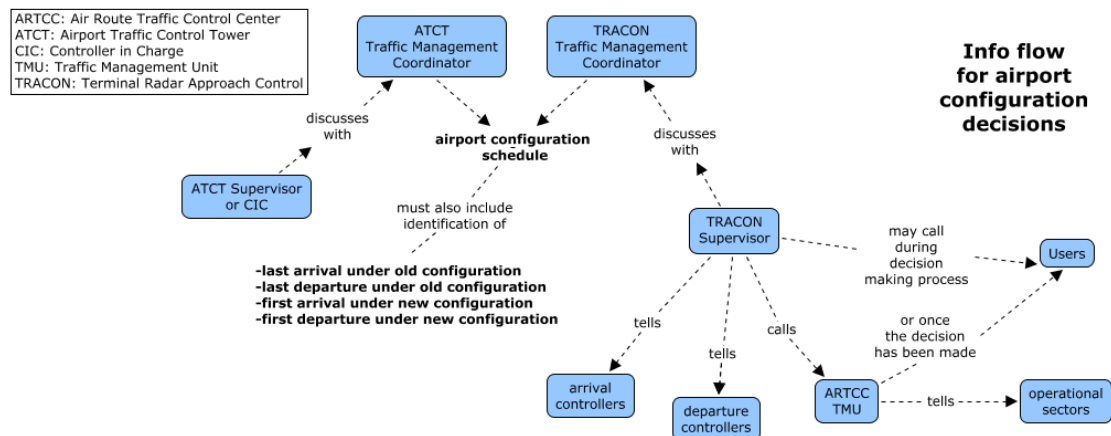 ARTCC: Air Route Traffic Control Center
ATCT: Airport Traffic Control Tower
CIC: Controller in Charge
TMU: Traffic Management Unit
TRACON: Terminal Radar Approach Control
ATCT
Traffic Management
Coordinator
TRACON
Traffic Management
Coordinator
Info flow
for airport
configuration
decisions
discusses
with
airport configuration
schedule
discusses
with
ATCT Supervisor
or CIC
must also include
identification of
TRACON
Supervisor
may call
during
decision
making process
Users
-last arrival under old configuration
-last departure under old configuration
-first arrival under new configuration
-first departure under new configuration
tells
tells
calls
or once
the decision
has been made
arrival
controllers
departure
controllers
ARTCC
TMU
tells
operational
sectors